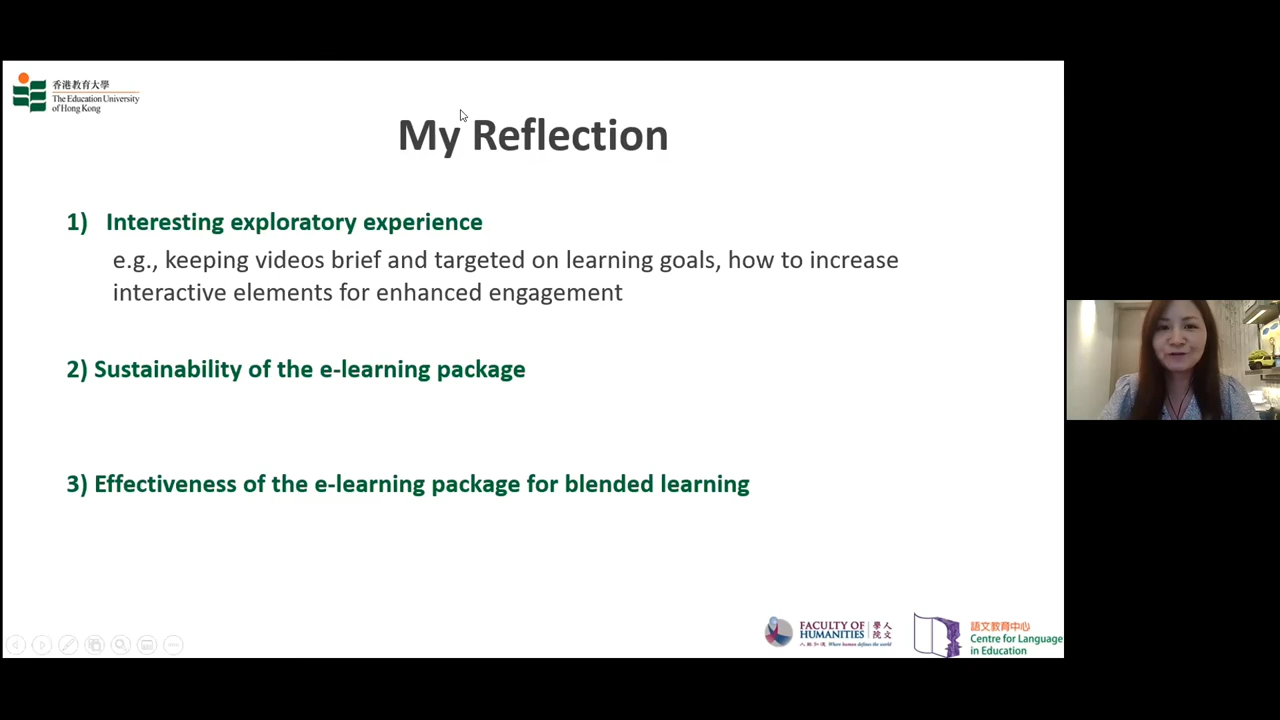 香港教育大學
The Education University
of Hong Kong
My Reflection
1) Interesting exploratory experience
e.g., keeping videos brief and targeted on learning goals, how to increase
interactive elements for enhanced engagement
2) Sustainability of the e-learning package
3) Effectiveness of the e-learning package for blended learning
FACULTY OF
HUMANITIES
人文
學院
Where human defines the world
語文教育中心
Centre for Language
in Education